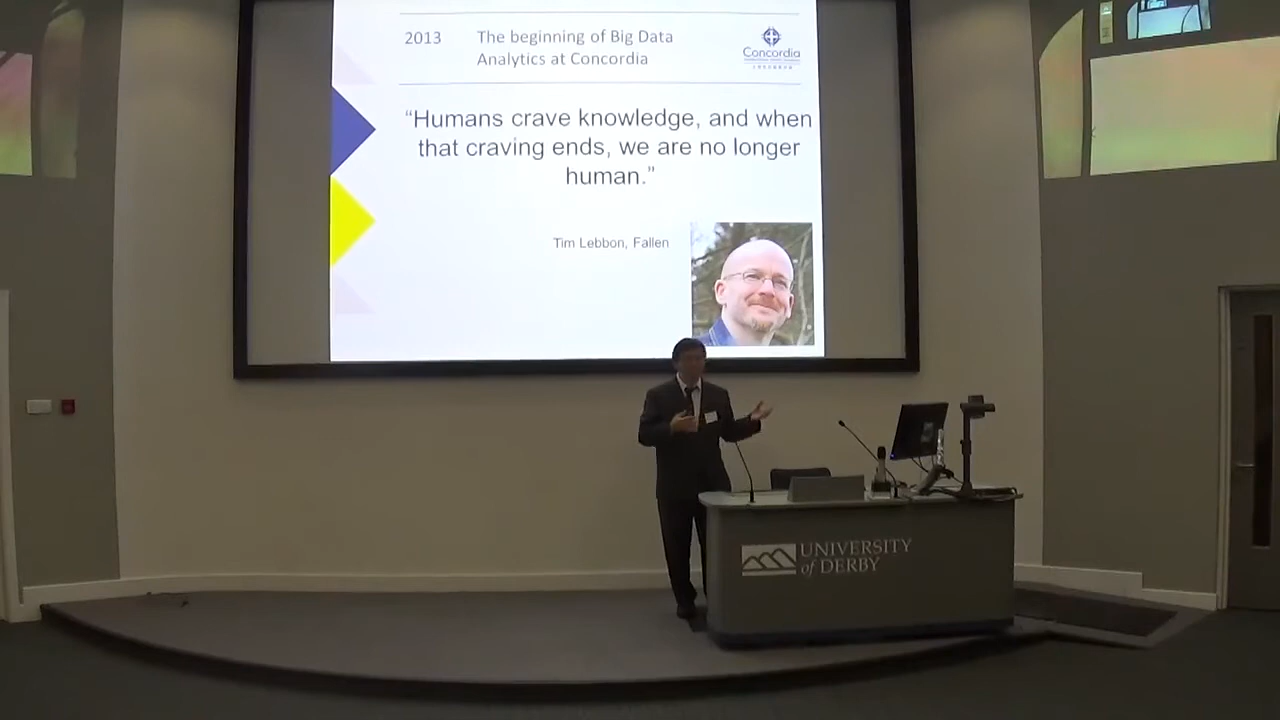 2013
The beginning of Big Data
Analytics at Concordia
Concordia
“Humans crave knowledge, and when
that craving ends, we are no longer
human.”
Tim Lebbon, Fallen
UNIVERSITY
of DERBY